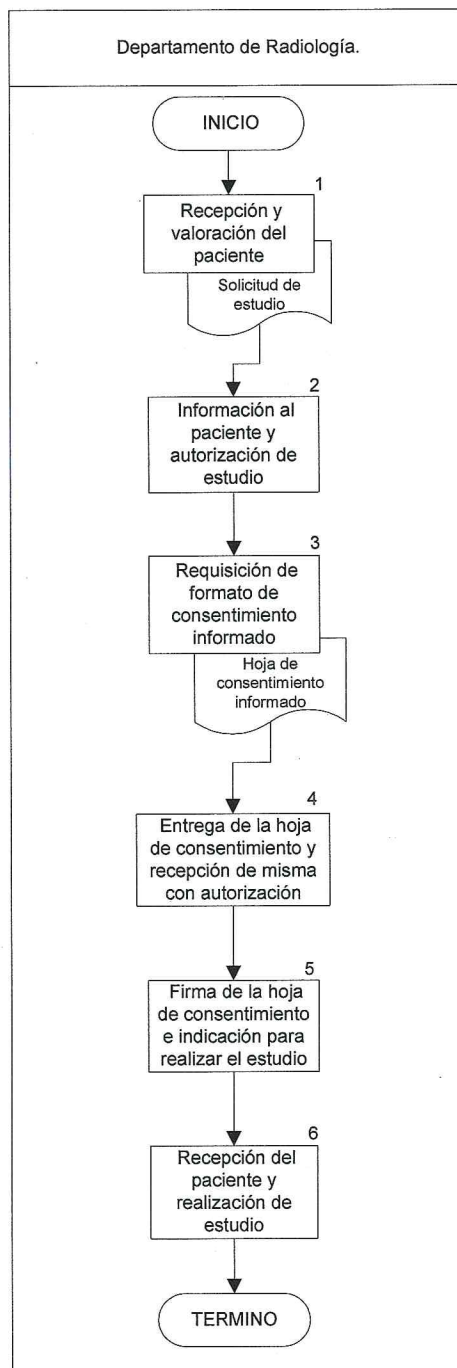 Departamento de Radiología.
INICIO
1
Recepción y
valoración del
paciente
Solicitud de
estudio
2
Información al
paciente y
autorización de
estudio
3
Requisición de
formato de
consentimiento
informado
Hoja de
consentimiento
informado
4
Entrega de la hoja
de consentimiento y
recepción de misma
con autorización
5
Firma de la hoja
de consentimiento
e indicación para
realizar el estudio
6
Recepción del
paciente y
realización de
estudio
TERMINO